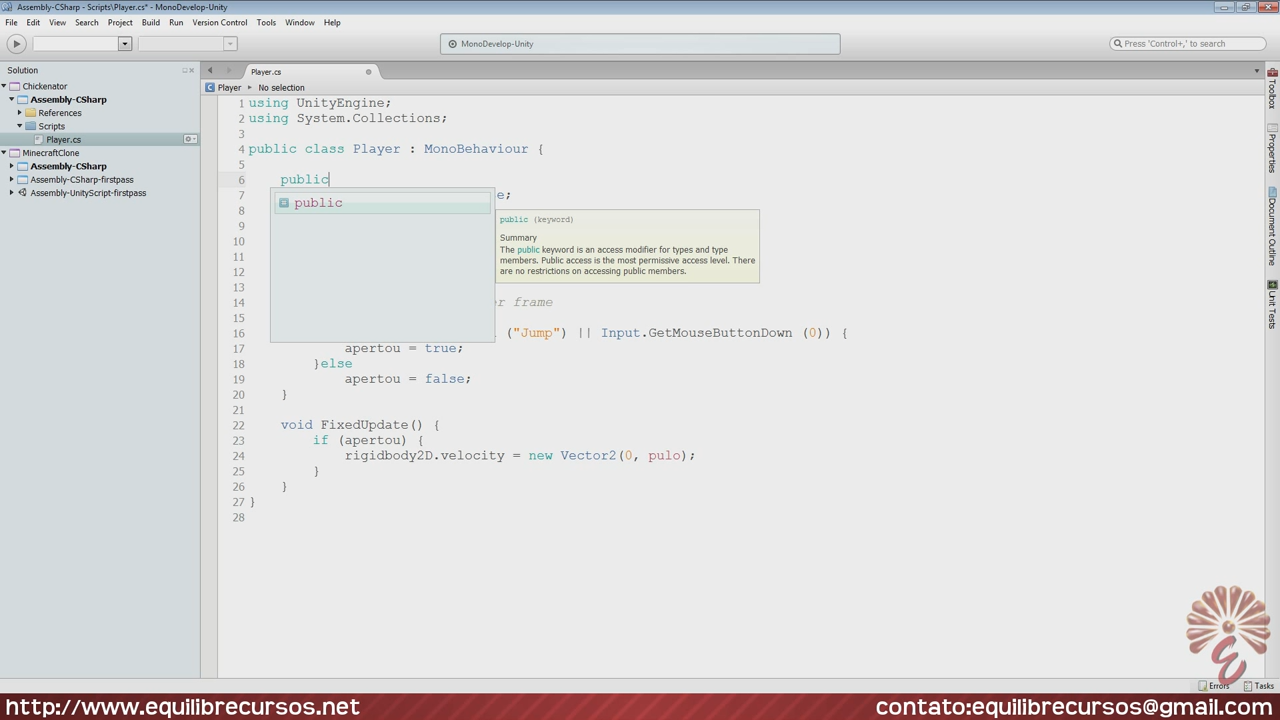 Assembly-CSharp - Scripts\Player.cs* - MonoDevelop-Unity
File Edit View Search Project Build Run Version Control Tools Window Help
MonoDevelop-Unity
Press 'Control+,' to search
Solution
Chickenator
Assembly-CSharp
References
Scripts
Player.cs
MinecraftClone
Assembly-CSharp
Assembly-CSharp-firstpass
Assembly-UnityScript-firstpass
Player.cs
Player No selection
1 using UnityEngine;
2 using System.Collections;
3
4 public class Player : MonoBehaviour {
5
6 public
7 e;
8
9
10
11
12
13
14 er frame
15
16 ("Jump") || Input.GetMouseButtonDown (0)) {
17 apertou = true;
18 }else
19 apertou = false;
20 }
21
22 void FixedUpdate() {
23 if (apertou) {
24 rigidbody2D.velocity = new Vector2(0, pulo);
25 }
26 }
27 }
28
public
public (keyword)
Summary
The public keyword is an access modifier for types and type
members. Public access is the most permissive access level. There
are no restrictions on accessing public members.
Toolbox
Properties
Document Outline
Unit Tests
Errors Tasks
http://www.equilibrecursos.net contato:equilibrecursos@gmail.com